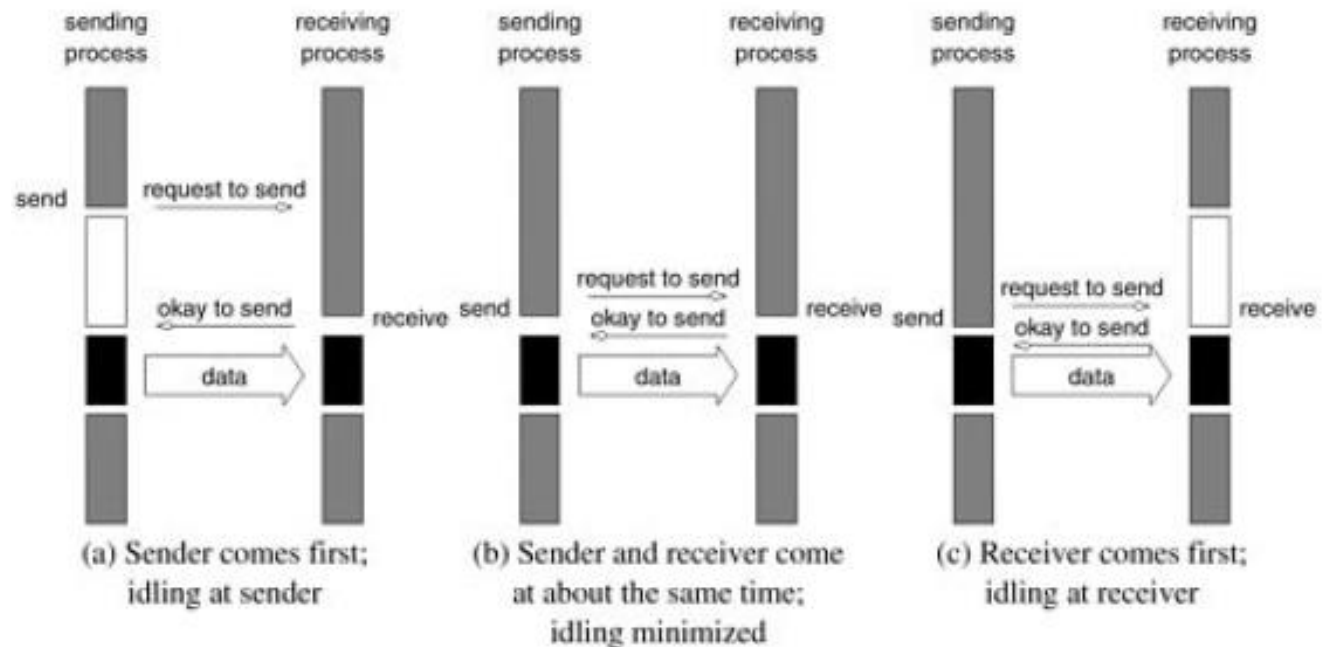 sending process
receiving process
sending process
receiving process
sending process
receiving process
send
request to send
okay to send
receive
data
send
request to send
okay to send
receive
data
send
request to send
okay to send
receive
data
(a) Sender comes first;
idling at sender
(b) Sender and receiver come
at about the same time;
idling minimized
(c) Receiver comes first;
idling at receiver